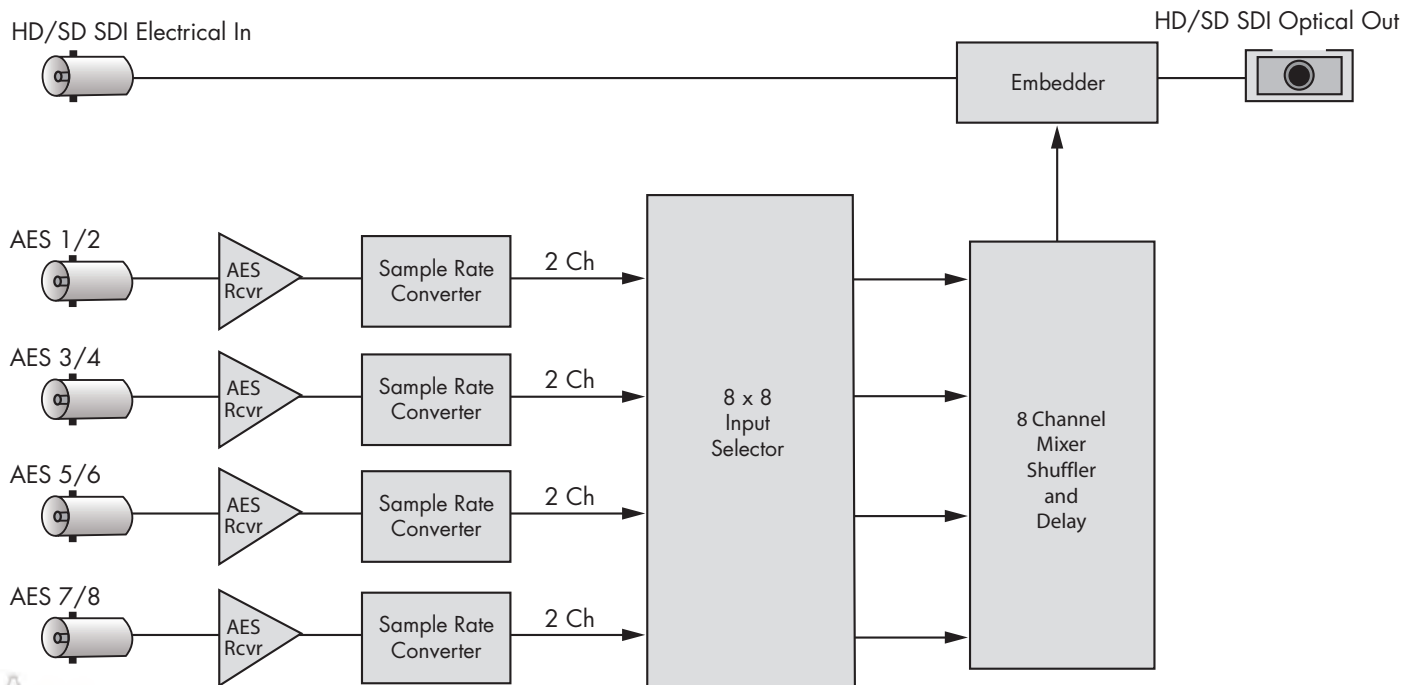 HD/SD SDI Electrical In
HD/SD SDI Optical Out
Embedder
AES 1/2
AES
Rcvr
Sample Rate
Converter
2 Ch
AES 3/4
AES
Rcvr
Sample Rate
Converter
2 Ch
AES 5/6
AES
Rcvr
Sample Rate
Converter
2 Ch
AES 7/8
AES
Rcvr
Sample Rate
Converter
2 Ch
8 x 8
Input
Selector
8 Channel
Mixer
Shuffler
and
Delay